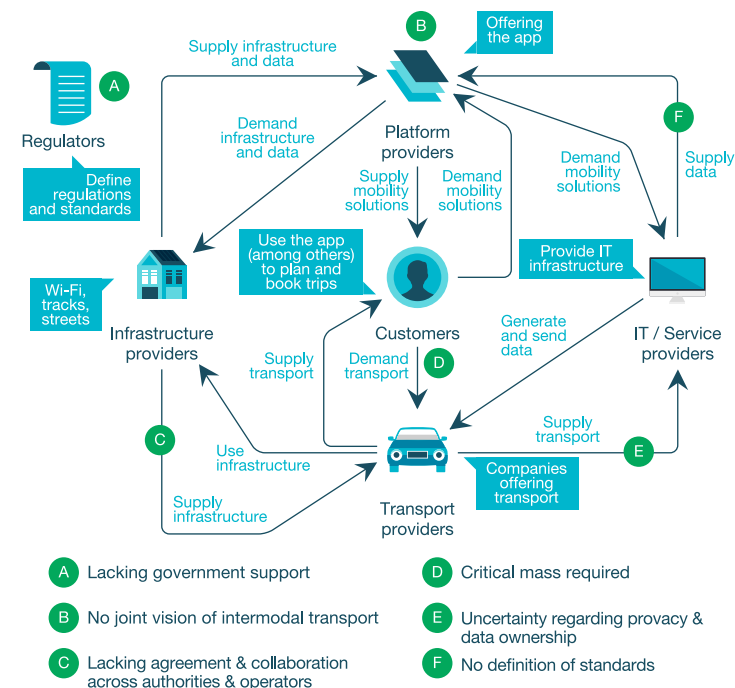 B
Offering
the app
Supply infrastructure
and data
A
Regulators
Define
regulations
and standards
Demand
infrastructure
and data
Platform
providers
F
Supply
data
Demand
mobility
solutions
Supply
mobility
solutions
Demand
mobility
solutions
Use the app
(among others)
to plan and
book trips
Provide IT
infrastructure
Wi-Fi,
tracks,
streets
Infrastructure
providers
Customers
IT / Service
providers
Generate
and send
data
Supply
transport
Demand
transport
D
C
Use
infrastructure
Supply
infrastructure
Supply
transport
E
Companies
offering
transport
Transport
providers
A Lacking government support
B No joint vision of intermodal transport
C Lacking agreement & collaboration
across authorities & operators
D Critical mass required
E Uncertainty regarding provacy &
data ownership
F No definition of standards